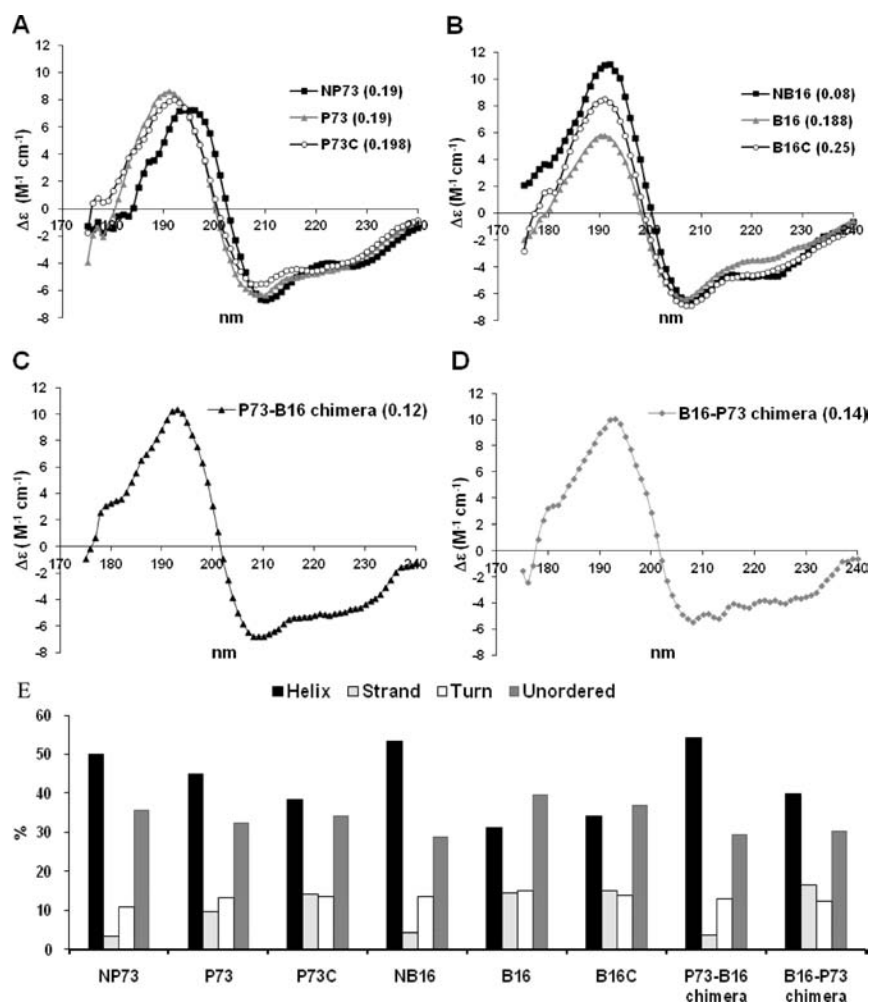 A
12
10
8
6
4
2
0
-2
-4
-6
-8
Δε (M⁻¹ cm⁻¹)
170 180 190 200 210 220 230 240
nm
NP73 (0.19)
P73 (0.19)
P73C (0.198)
B
12
10
8
6
4
2
0
-2
-4
-6
-8
Δε (M⁻¹ cm⁻¹)
170 180 190 200 210 220 230 240
nm
NB16 (0.08)
B16 (0.188)
B16C (0.25)
C
12
10
8
6
4
2
0
-2
-4
-6
-8
Δε ( M⁻¹ cm⁻¹)
170 180 190 200 210 220 230 240
nm
P73-B16 chimera (0.12)
D
12
10
8
6
4
2
0
-2
-4
-6
-8
Δε (M⁻¹ cm⁻¹)
170 180 190 200 210 220 230 240
nm
B16-P73 chimera (0.14)
E
Helix Strand Turn Unordered
60
50
40
30
20
10
0
%
NP73 P73 P73C NB16 B16 B16C P73-B16 B16-P73
chimera chimera